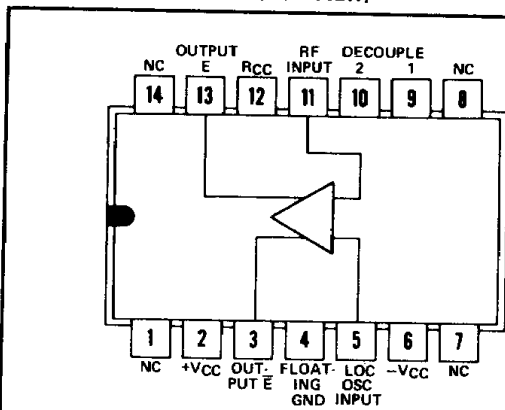 OUTPUT RF DECOUPLE
NC E RCC INPUT 2 1 NC
14 13 12 11 10 9 8
1 2 3 4 5 6 7
NC +VCC OUT- FLOAT- LOC -VCC NC
PUT E̅ ING OSC
GND INPUT